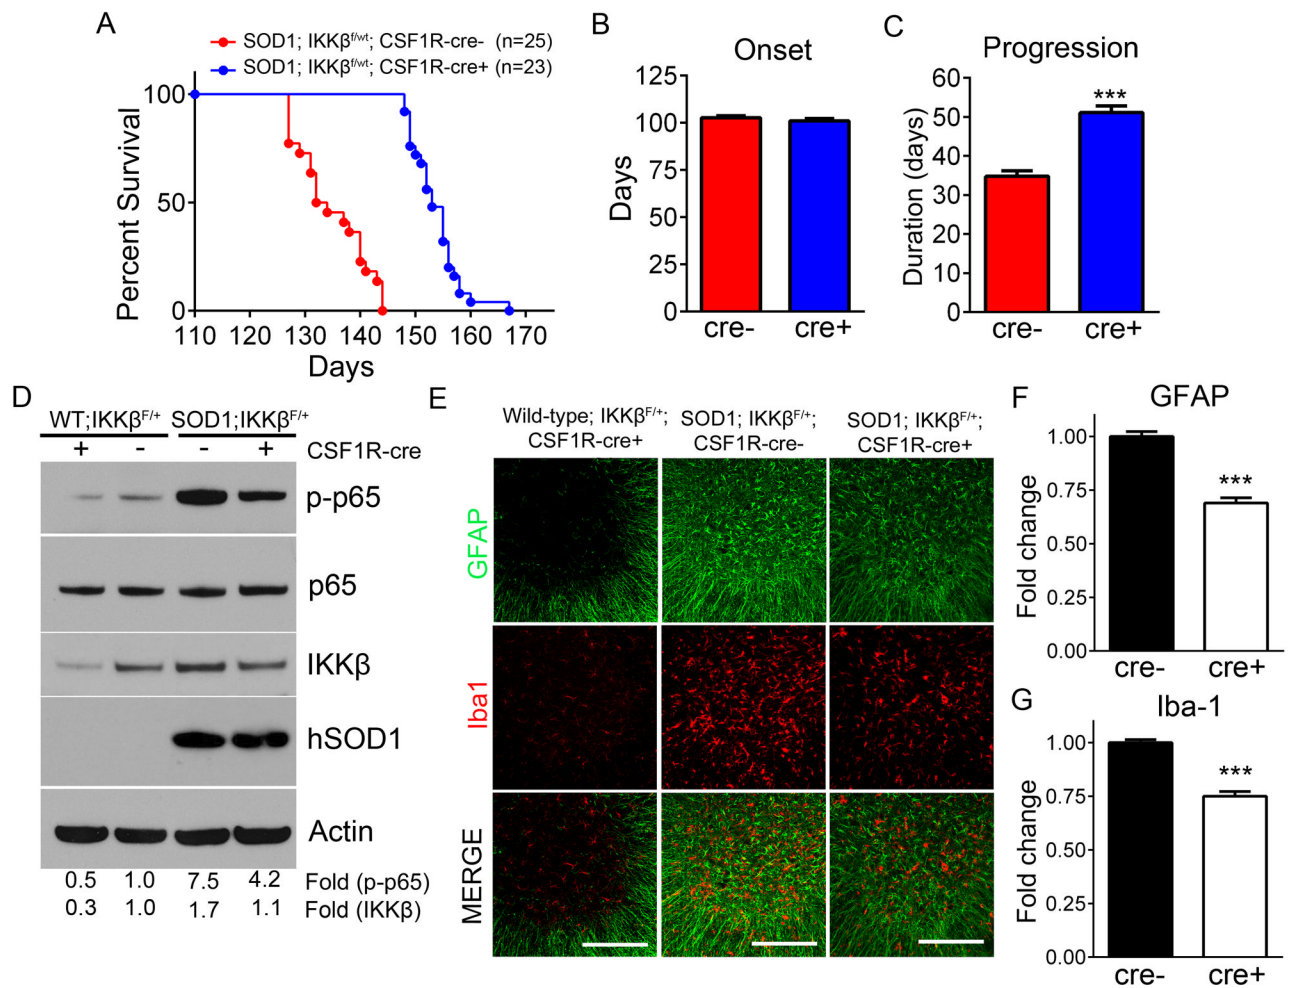 A
SOD1; IKKβf/wt; CSF1R-cre- (n=25)
SOD1; IKKβf/wt; CSF1R-cre+ (n=23)
Percent Survival
100
50
0
110 120 130 140 150 160 170
Days
B
Onset
Days
125
100
75
50
25
0
cre- cre+
C
Progression
Duration (days)
60
50
40
30
20
10
0
***
cre- cre+
D
WT;IKKβF/+ SOD1;IKKβF/+
+ - - + CSF1R-cre
p-p65
p65
IKKβ
hSOD1
Actin
0.5 1.0 7.5 4.2 Fold (p-p65)
0.3 1.0 1.7 1.1 Fold (IKKβ)
E
Wild-type; IKKβF/+; SOD1; IKKβF/+; SOD1; IKKβF/+;
CSF1R-cre+ CSF1R-cre- CSF1R-cre+
GFAP
Iba1
MERGE
F
GFAP
Fold change
1.00
0.75
0.50
0.25
0.00
***
cre- cre+
G
Iba-1
Fold change
1.00
0.75
0.50
0.25
0.00
***
cre- cre+